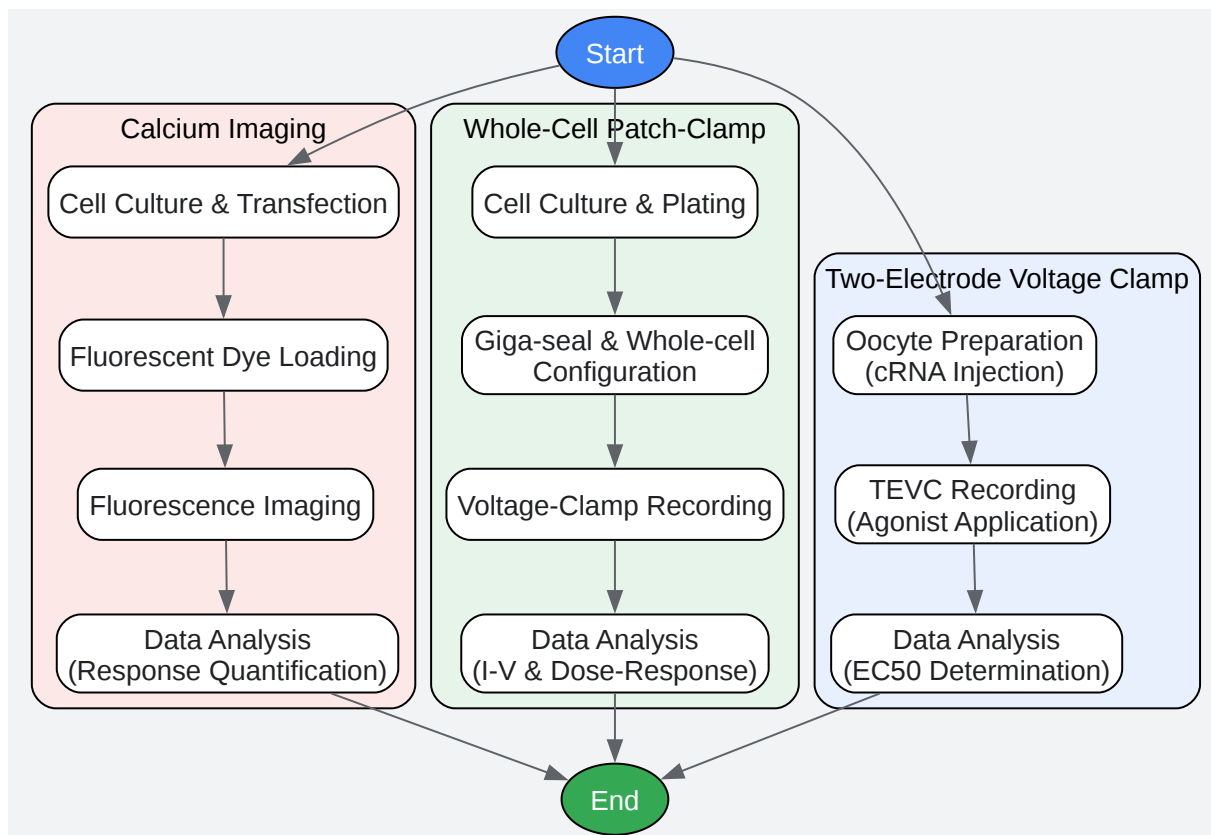 Start
Calcium Imaging
Cell Culture & Transfection
Fluorescent Dye Loading
Fluorescence Imaging
Data Analysis
(Response Quantification)
Whole-Cell Patch-Clamp
Cell Culture & Plating
Giga-seal & Whole-cell
Configuration
Voltage-Clamp Recording
Data Analysis
(I-V & Dose-Response)
Two-Electrode Voltage Clamp
Oocyte Preparation
(cRNA Injection)
TEVC Recording
(Agonist Application)
Data Analysis
(EC50 Determination)
End